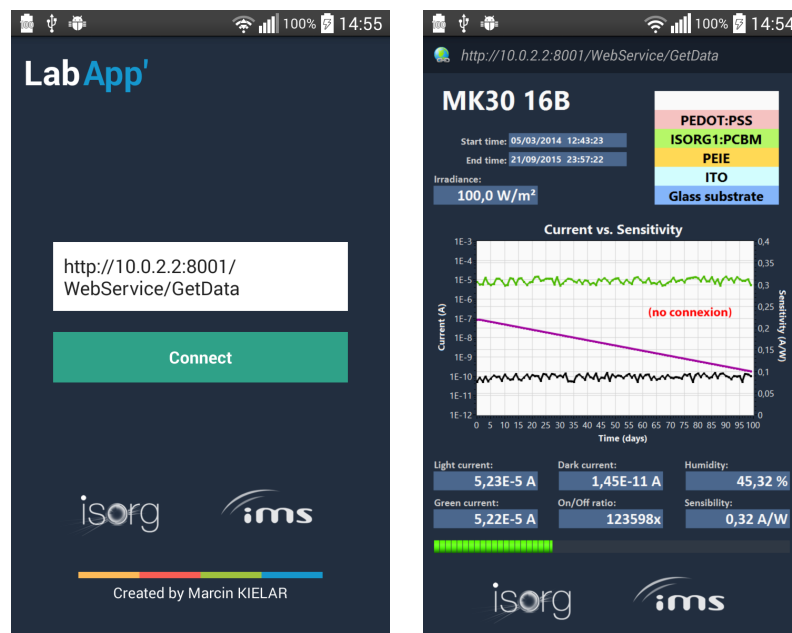 100% 14:55
Lab App'
http://10.0.2.2:8001/
WebService/GetData
Connect
isorg
ims
Created by Marcin KIELAR
100% 14:54
http://10.0.2.2:8001/WebService/GetData
MK30 16B
Start time: 05/03/2014 12:43:23
End time: 21/09/2015 23:57:22
Irradiance:
100,0 W/m²
PEDOT:PSS
ISORG1:PCBM
PEIE
ITO
Glass substrate
Current vs. Sensitivity
Current (A)
1E-3
1E-4
1E-5
1E-6
1E-7
1E-8
1E-9
1E-10
1E-11
1E-12
(no connexion)
0,4
0,35
0,3
0,25
0,2
0,15
0,1
0,05
0
Sensitivity (A/W)
0 5 10 15 20 25 30 35 40 45 50 55 60 65 70 75 80 85 90 95 100
Time (days)
Light current: Dark current: Humidity:
5,23E-5 A 1,45E-11 A 45,32 %
Green current: On/Off ratio: Sensibility:
5,22E-5 A 123598x 0,32 A/W
isorg
ims